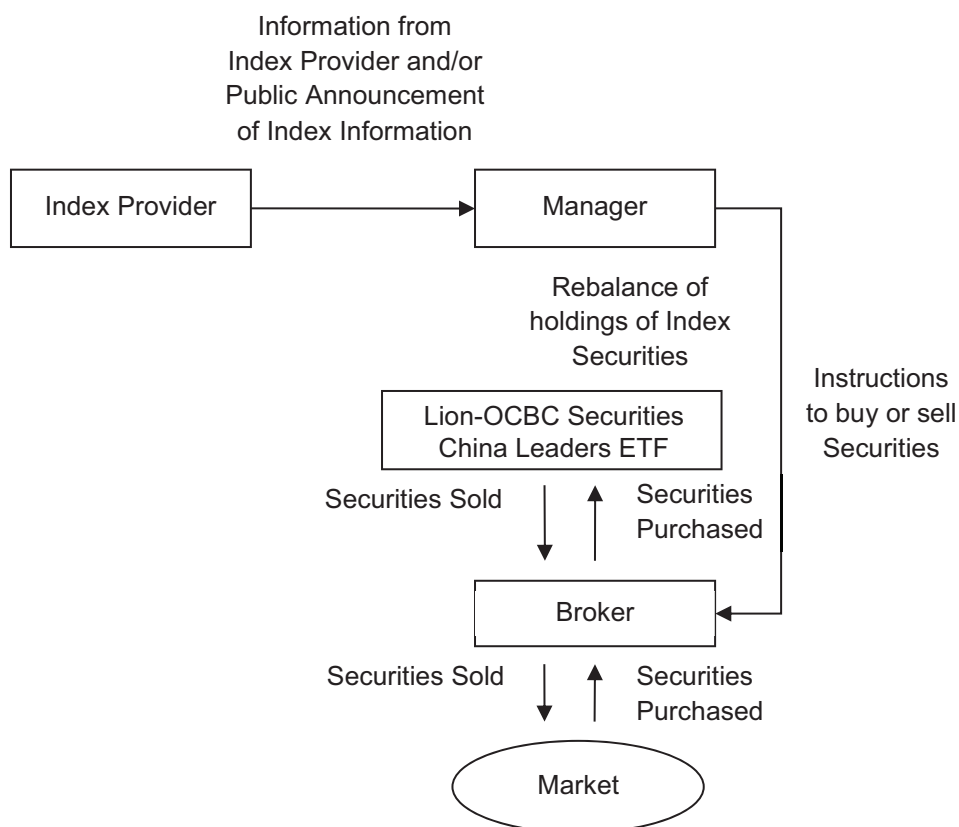 Information from
Index Provider and/or
Public Announcement
of Index Information
Index Provider
Manager
Rebalance of
holdings of Index
Securities
Instructions
to buy or sell
Securities
Lion-OCBC Securities
China Leaders ETF
Securities Sold
Securities
Purchased
Broker
Securities Sold
Securities
Purchased
Market